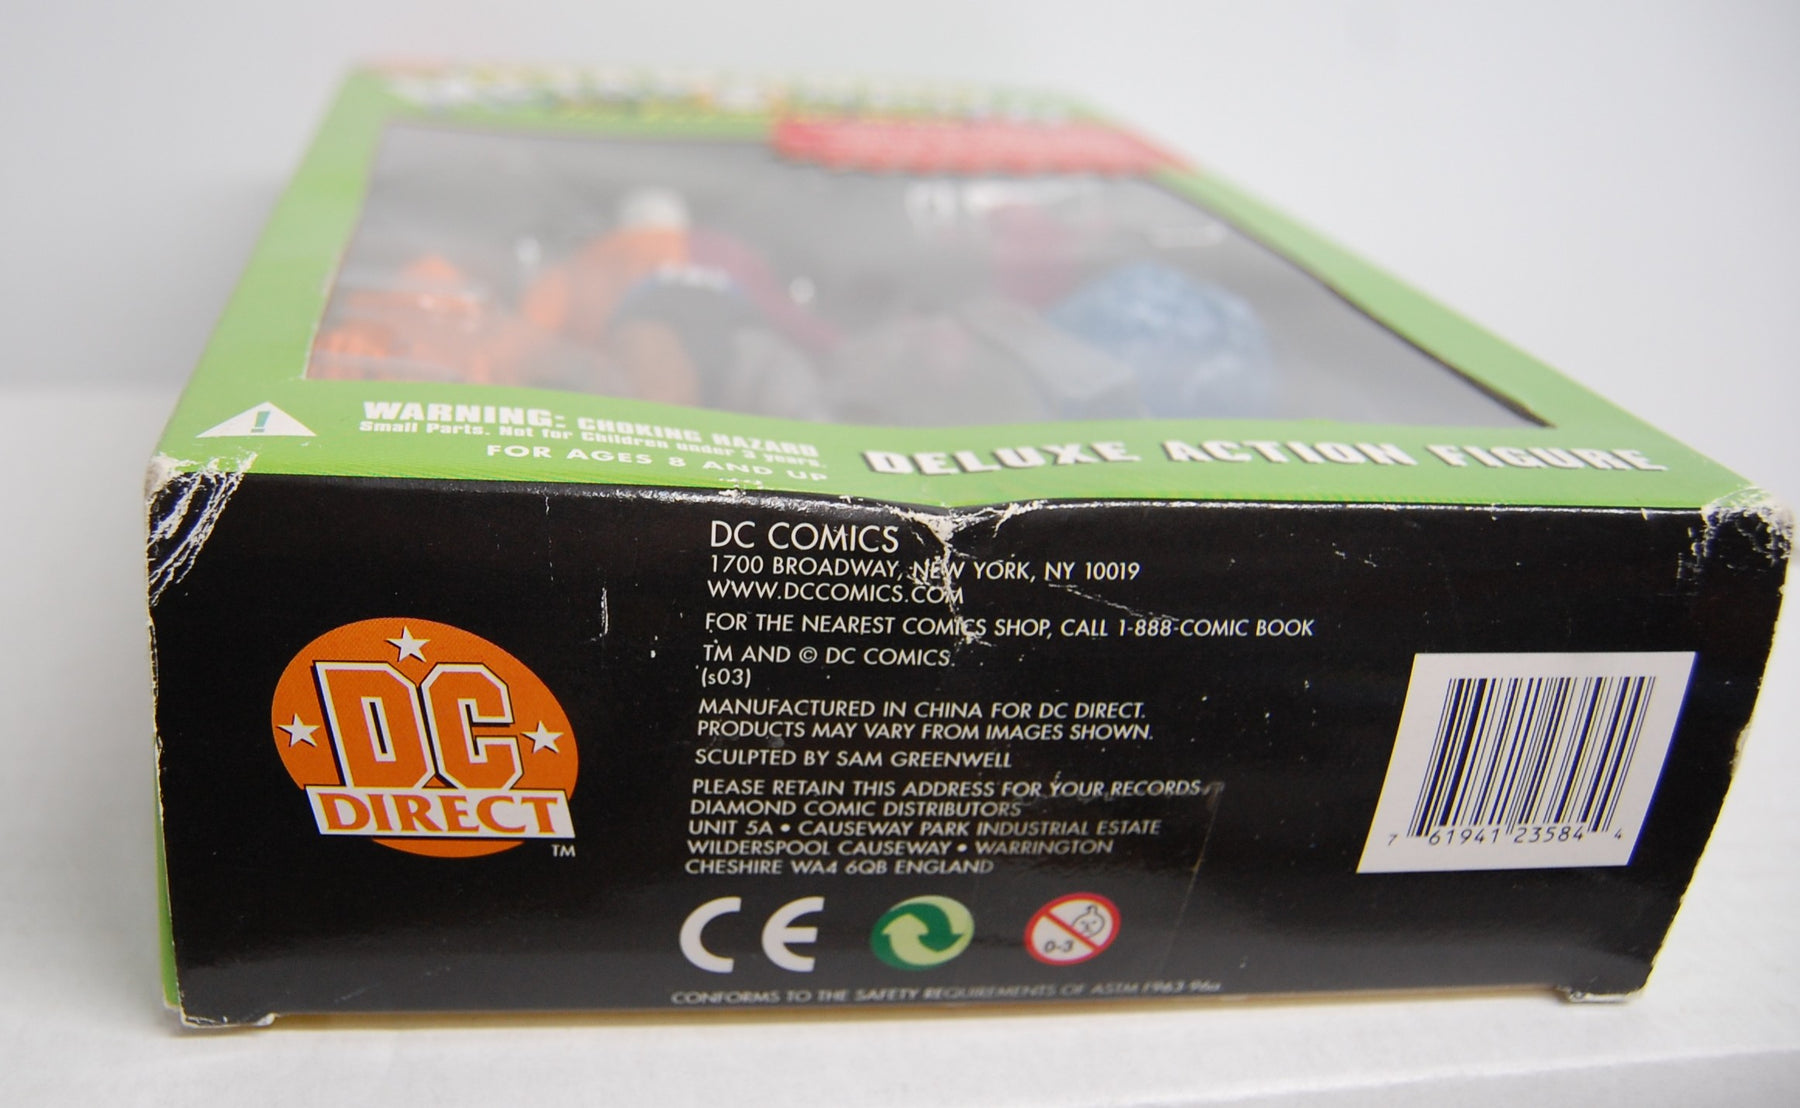 !
WARNING: CHOKING HAZARD
Small Parts. Not for Children under 3 years.
FOR AGES 8 AND UP
DELUXE ACTION FIGURE
DC COMICS
1700 BROADWAY, NEW YORK, NY 10019
WWW.DCCOMICS.COM
FOR THE NEAREST COMICS SHOP, CALL 1-888-COMIC BOOK
TM AND © DC COMICS.
(s03)
MANUFACTURED IN CHINA FOR DC DIRECT.
PRODUCTS MAY VARY FROM IMAGES SHOWN.
SCULPTED BY SAM GREENWELL
PLEASE RETAIN THIS ADDRESS FOR YOUR RECORDS
DIAMOND COMIC DISTRIBUTORS
UNIT 5A • CAUSEWAY PARK INDUSTRIAL ESTATE
WILDERSPOOL CAUSEWAY • WARRINGTON
CHESHIRE WA4 6QB ENGLAND
DC
DIRECT
TM
7 61941 23584 4
CE
0-3
CONFORMS TO THE SAFETY REQUIREMENTS OF ASTM F963-96a